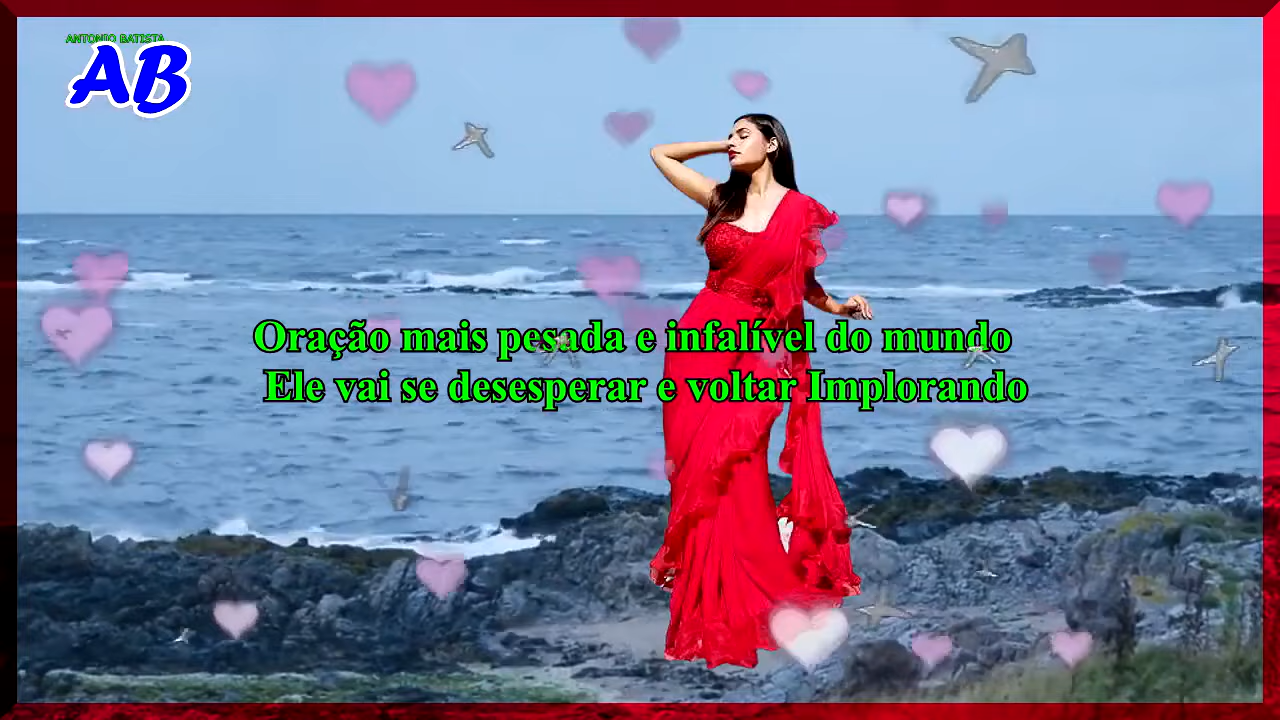 ANTONIO BATISTA
AB
Oração mais pesada e infalível do mundo
Ele vai se desesperar e voltar Implorando